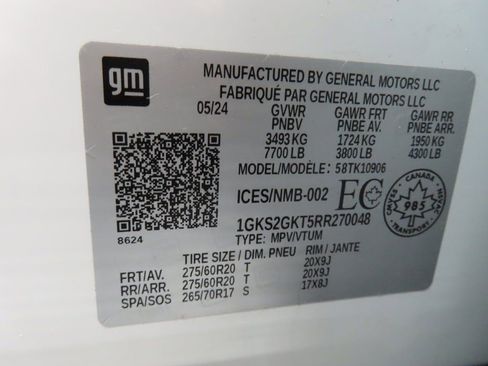 gm
MANUFACTURED BY GENERAL MOTORS LLC
FABRIQUÉ PAR GENERAL MOTORS LLC
05/24 GVWR GAWR FRT GAWR RR
PNBV PNBE AV. PNBE ARR.
3493 KG 1724 KG 1950 KG
7700 LB 3800 LB 4300 LB
MODEL/MODÈLE: 58TK10906
ICES/NMB-002 EC
CANADA
985
1GKS2GKT5RR270048
8624 TYPE: MPV/VTUM
TIRE SIZE / DIM. PNEU RIM / JANTE
FRT/AV. 275/60R20 T 20X9J
RR/ARR. 275/60R20 T 20X9J
SPA/SOS 265/70R17 S 17X8J